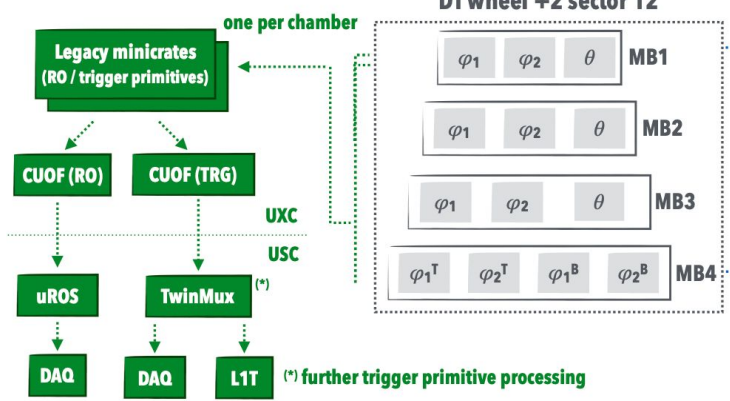 DT wheel +2 sector 12
one per chamber
Legacy minicrates
(RO / trigger primitives)
φ₁ φ₂ θ MB1
φ₁ φ₂ θ MB2
CUOF (RO) CUOF (TRG)
φ₁ φ₂ θ MB3
UXC
USC
φ₁ᵀ φ₂ᵀ φ₁ᴮ φ₂ᴮ MB4
uROS TwinMux (*)
DAQ DAQ L1T (*) further trigger primitive processing